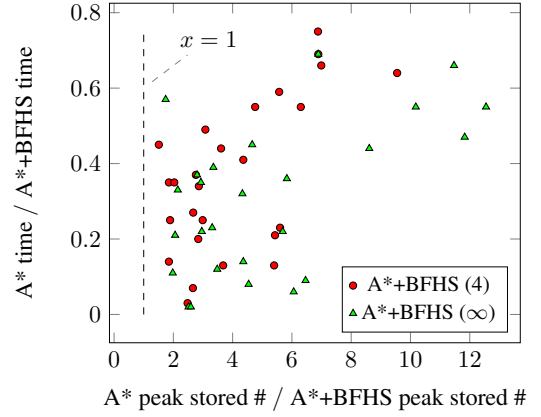 0.8
x = 1
0.6
0.4
0.2
0
A*+BFHS (4)
A*+BFHS (∞)
0 2 4 6 8 10 12
A* peak stored # / A*+BFHS peak stored #
A* time / A*+BFHS time